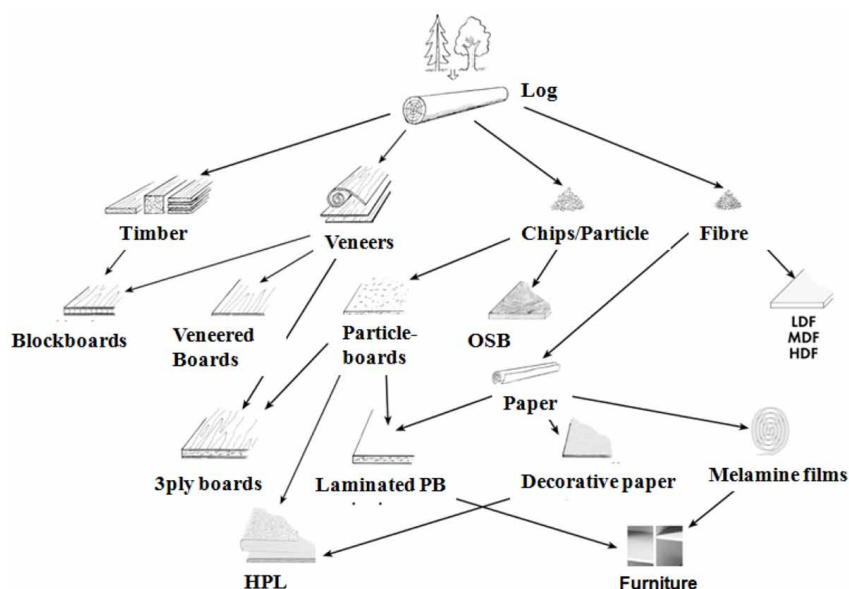 Log
Timber
Veneers
Chips/Particle
Fibre
Blockboards
Veneered
Boards
Particle-
boards
OSB
LDF
MDF
HDF
Paper
3ply boards
Laminated PB
Decorative paper
Melamine films
HPL
Furniture